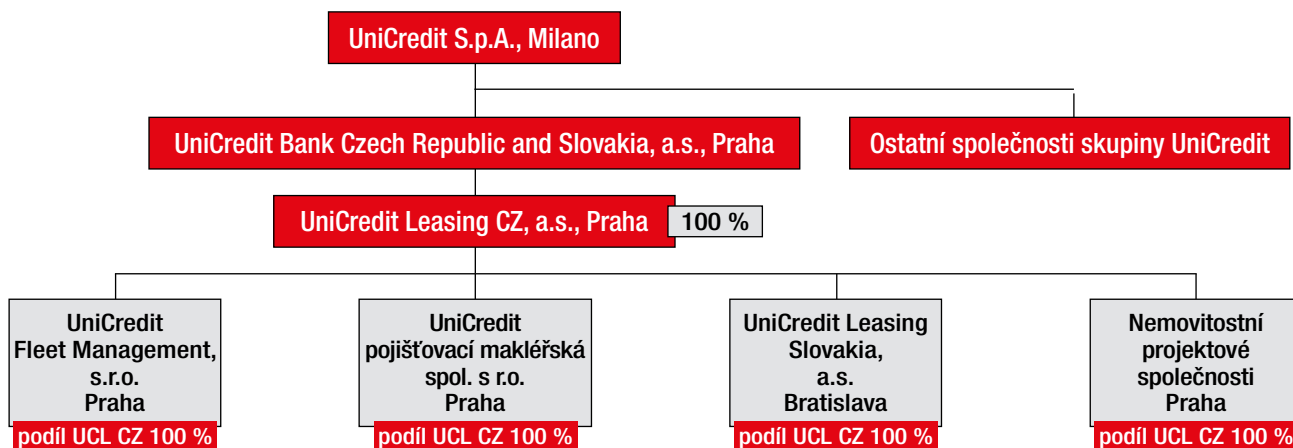 UniCredit S.p.A., Milano
UniCredit Bank Czech Republic and Slovakia, a.s., Praha
Ostatní společnosti skupiny UniCredit
UniCredit Leasing CZ, a.s., Praha
100 %
UniCredit
Fleet Management,
s.r.o.
Praha
podíl UCL CZ 100 %
UniCredit
pojišťovací makléřská
spol. s r.o.
Praha
podíl UCL CZ 100 %
UniCredit Leasing
Slovakia,
a.s.
Bratislava
podíl UCL CZ 100 %
Nemovitostní
projektové
společnosti
Praha
podíl UCL CZ 100 %